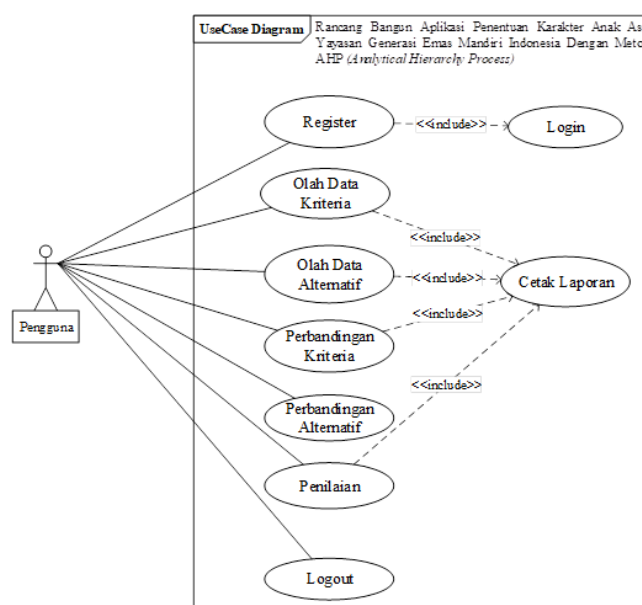 UseCase Diagram
Rancang Bangun Aplikasi Penentuan Karakter Anak As
Yayasan Generasi Emas Mandiri Indonesia Dengan Meto
AHP (Analytical Hierarchy Process)
Register
<<include>>
Login
Olah Data
Kriteria
<<include>>
Olah Data
Alternatif
<<include>>
Cetak Laporan
Pengguna
Perbandingan
Kriteria
<<include>>
<<include>>
Perbandingan
Alternatif
Penilaian
Logout